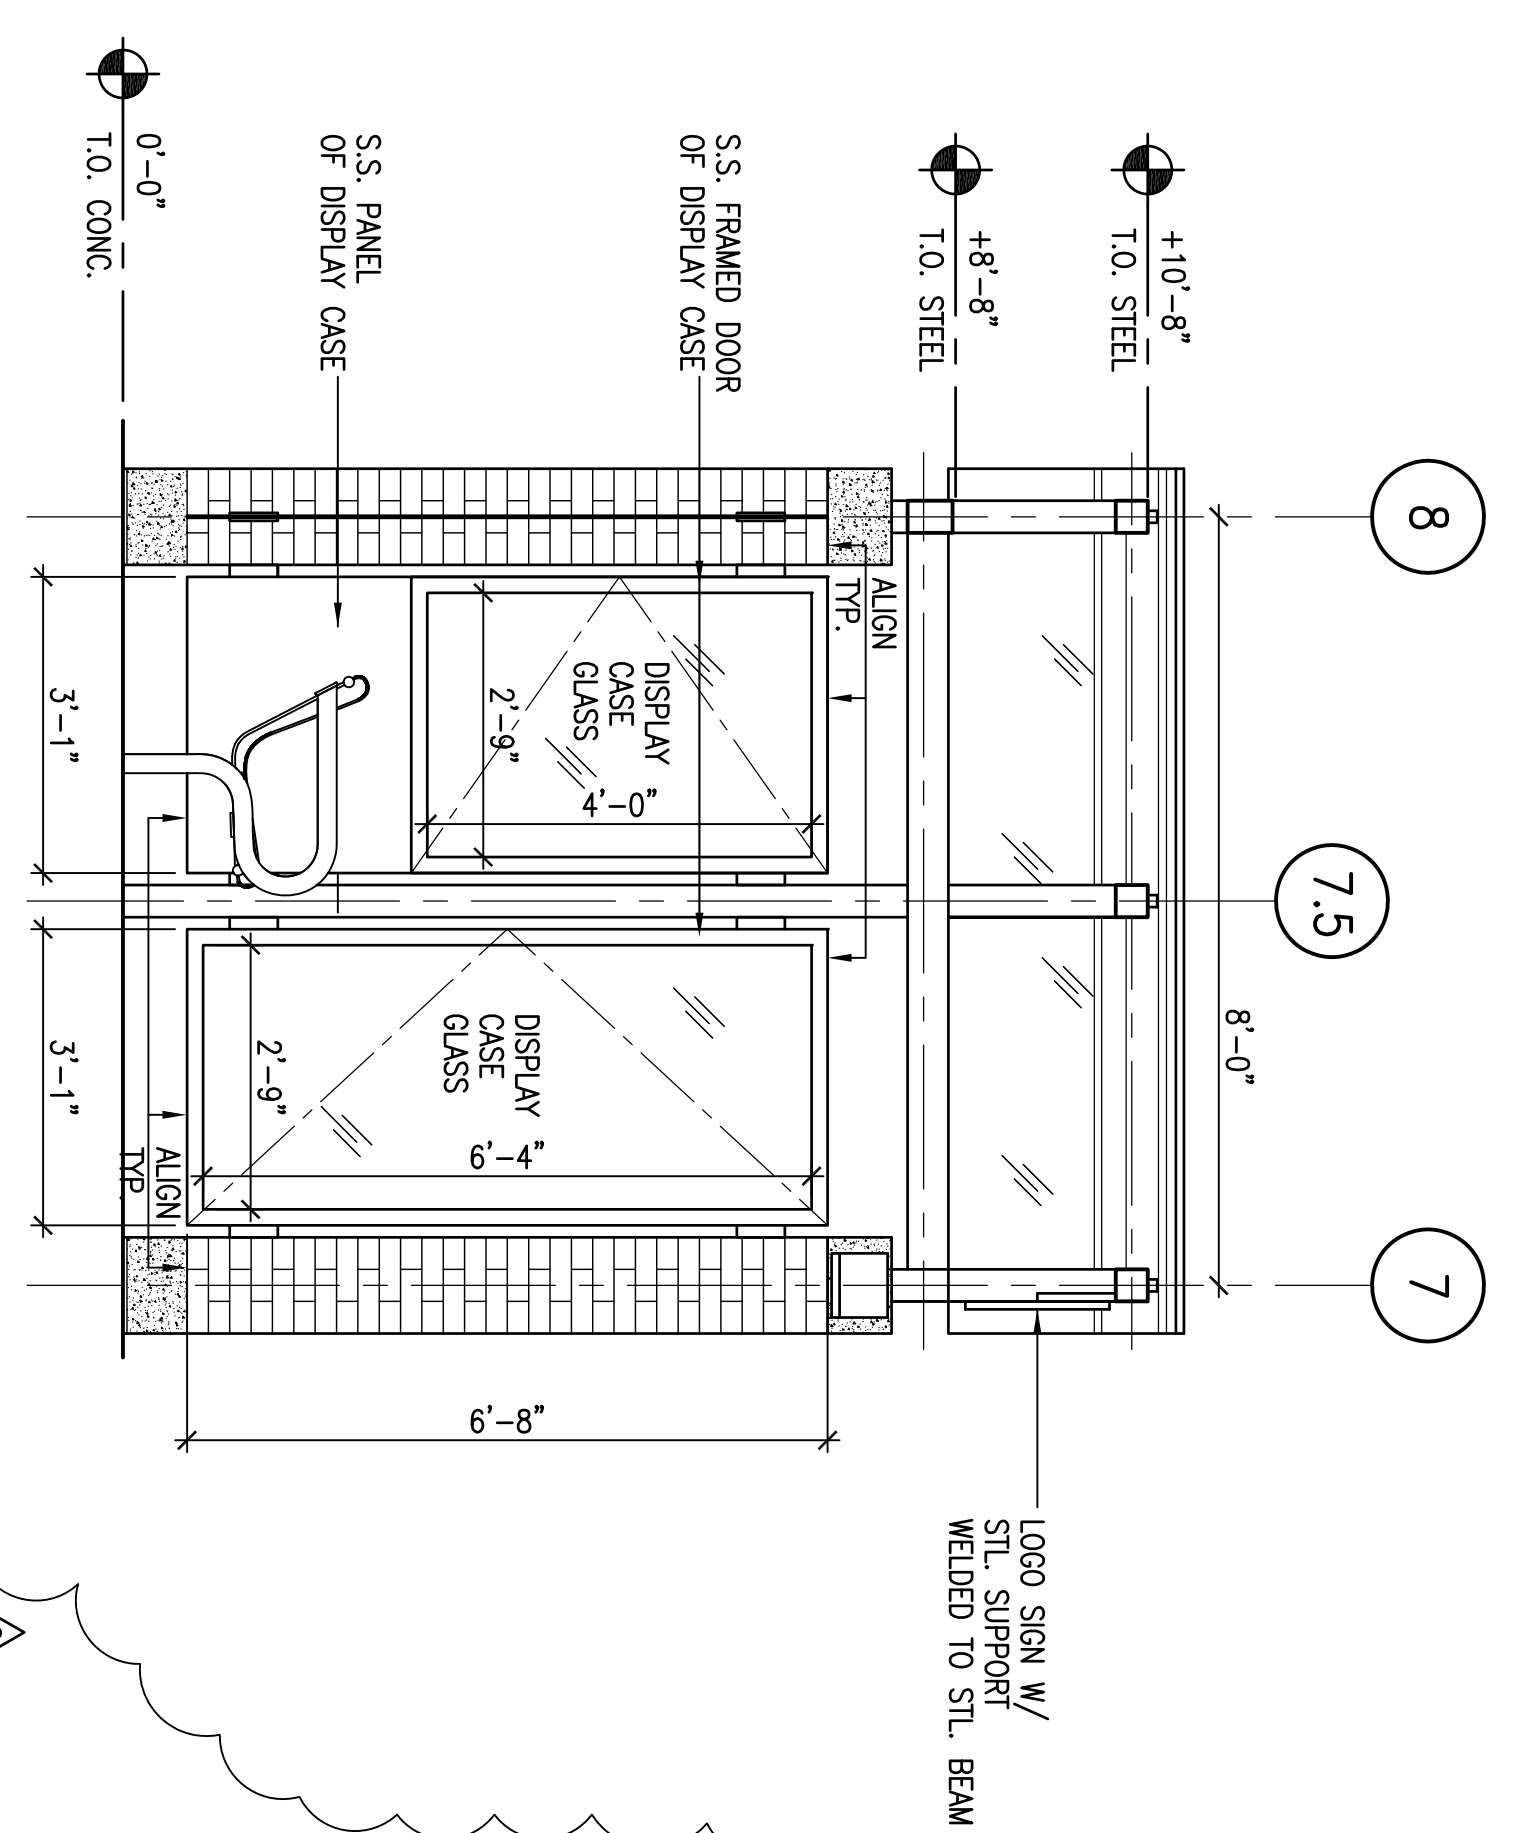 8
7.5
7
8'-0"
+10'-8"
T.O. STEEL
+8'-8"
T.O. STEEL
LOGO SIGN W/
STL. SUPPORT
WELDED TO STL. BEAM
ALIGN
TYP.
S.S. FRAMED DOOR
OF DISPLAY CASE
DISPLAY
CASE
GLASS
4'-0"
2'-9"
DISPLAY
CASE
GLASS
6'-4"
2'-9"
6'-8"
S.S. PANEL
OF DISPLAY CASE
ALIGN
TYP.
0'-0"
T.O. CONC.
3'-1"
3'-1"